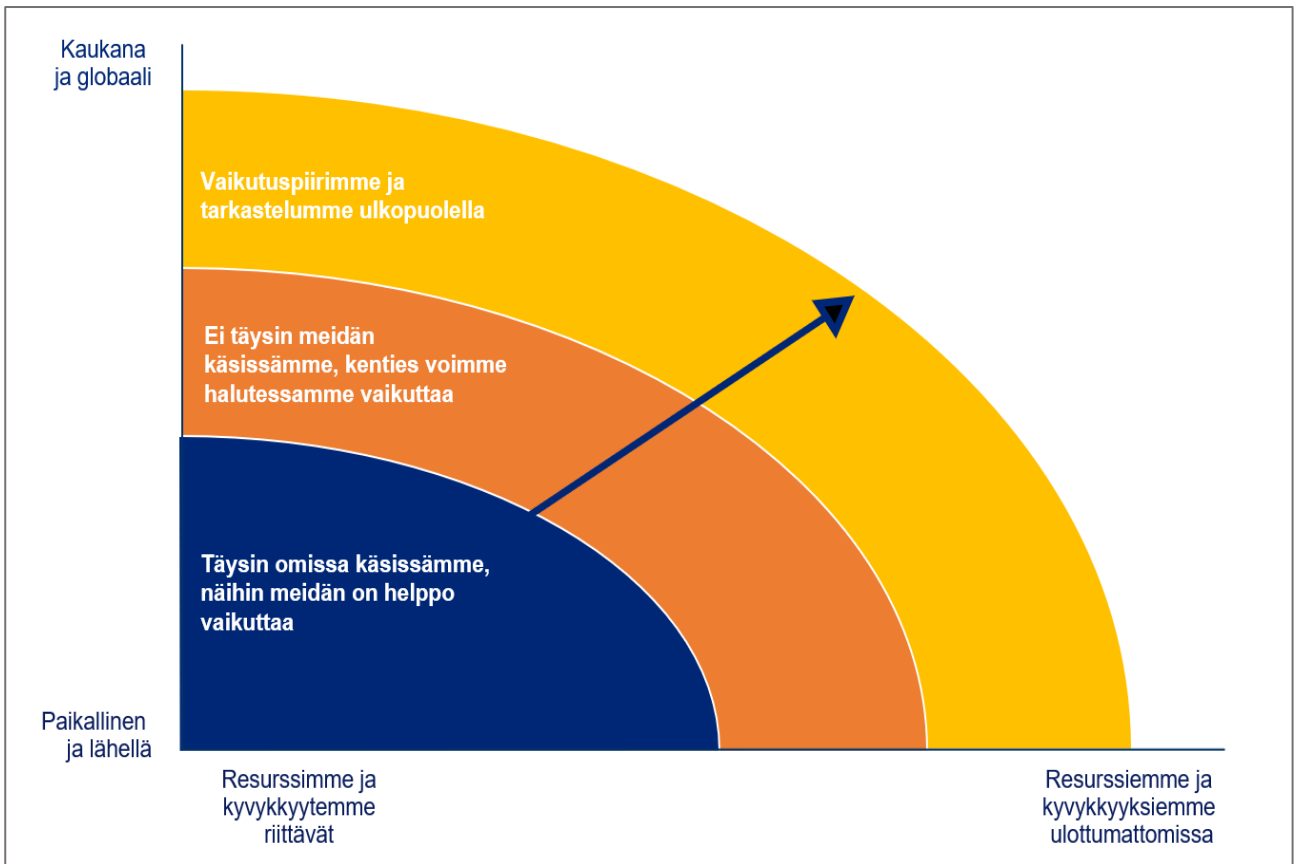 Kaukana
ja globaali
Vaikutuspiirimme ja
tarkastelumme ulkopuolella
Ei täysin meidän
käsissämme, kenties voimme
halutessamme vaikuttaa
Täysin omissa käsissämme,
näihin meidän on helppo
vaikuttaa
Paikallinen
ja lähellä
Resurssimme ja
kyvykkyytemme
riittävät
Resurssiemme ja
kyvykkyyksiemme
ulottumattomissa